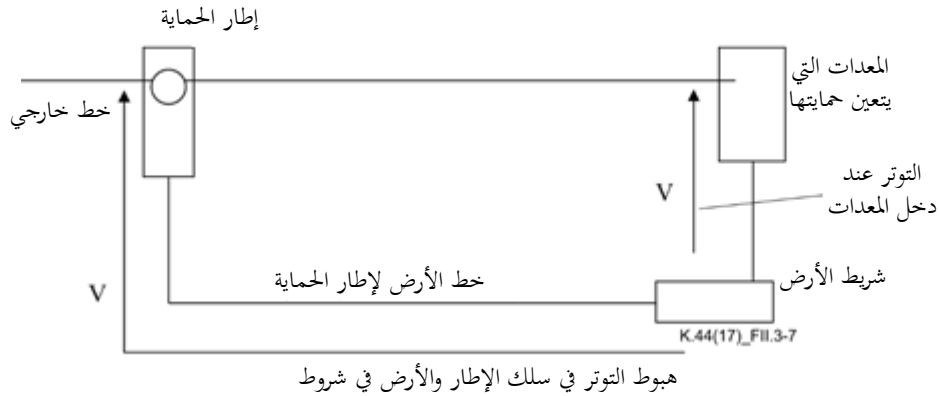 إطار الحماية
المعدات التي
يتعين حمايتها
خط خارجي
التوتر عند
دخل المعدات
V
شريط الأرض
خط الأرض لإطار الحماية
V
K.44(17)_FII.3-7
هبوط التوتر في سلك الإطار والأرض في شروط